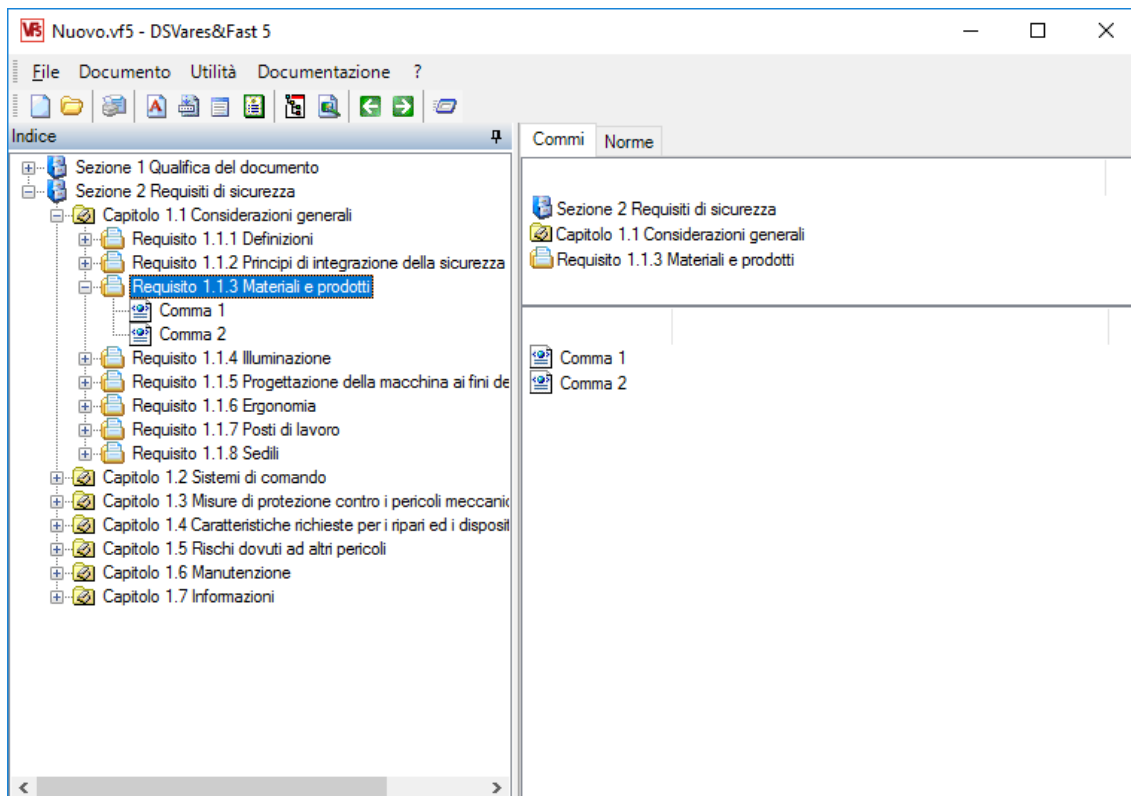 VF5 Nuovo.vf5 - DSVares&Fast 5
File Documento Utilità Documentazione ?
Indice
Sezione 1 Qualifica del documento
Sezione 2 Requisiti di sicurezza
Capitolo 1.1 Considerazioni generali
Requisito 1.1.1 Definizioni
Requisito 1.1.2 Principi di integrazione della sicurezza
Requisito 1.1.3 Materiali e prodotti
Comma 1
Comma 2
Requisito 1.1.4 Illuminazione
Requisito 1.1.5 Progettazione della macchina ai fini de
Requisito 1.1.6 Ergonomia
Requisito 1.1.7 Posti di lavoro
Requisito 1.1.8 Sedili
Capitolo 1.2 Sistemi di comando
Capitolo 1.3 Misure di protezione contro i pericoli meccanic
Capitolo 1.4 Caratteristiche richieste per i ripari ed i disposit
Capitolo 1.5 Rischi dovuti ad altri pericoli
Capitolo 1.6 Manutenzione
Capitolo 1.7 Informazioni
Commi Norme
Sezione 2 Requisiti di sicurezza
Capitolo 1.1 Considerazioni generali
Requisito 1.1.3 Materiali e prodotti
Comma 1
Comma 2